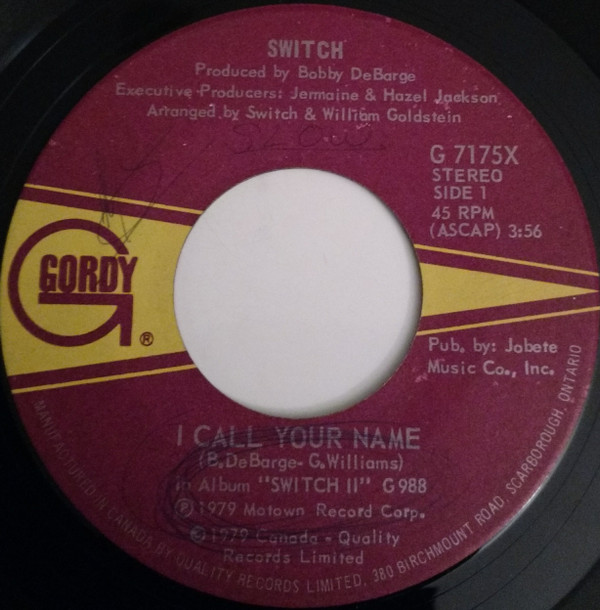 SWITCH
Produced by Bobby DeBarge
Executive Producers: Jermaine & Hazel Jackson
Arranged by Switch & William Goldstein
SLOW
G 7175X
STEREO
SIDE 1
45 RPM
(ASCAP) 3:56
GORDY
®
Pub. by: Jobete
Music Co., Inc.
I CALL YOUR NAME
(B. DeBarge- G. Williams)
In Album "SWITCH II" G 988
℗ 1979 Motown Record Corp.
© 1979 Canada - Quality
Records Limited
MANUFACTURED IN CANADA BY QUALITY RECORDS LIMITED, 380 BIRCHMOUNT ROAD, SCARBOROUGH, ONTARIO